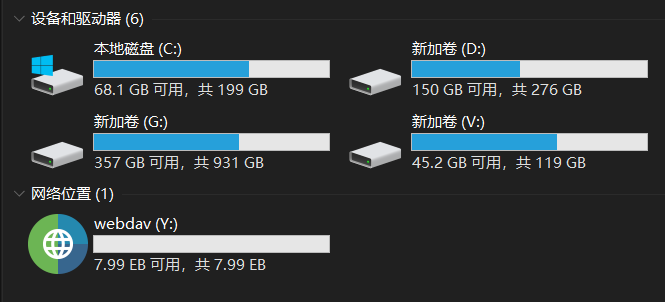 设备和驱动器 (6)
本地磁盘 (C:)
68.1 GB 可用，共 199 GB
新加卷 (D:)
150 GB 可用，共 276 GB
新加卷 (G:)
357 GB 可用，共 931 GB
新加卷 (V:)
45.2 GB 可用，共 119 GB
网络位置 (1)
webdav (Y:)
7.99 EB 可用，共 7.99 EB